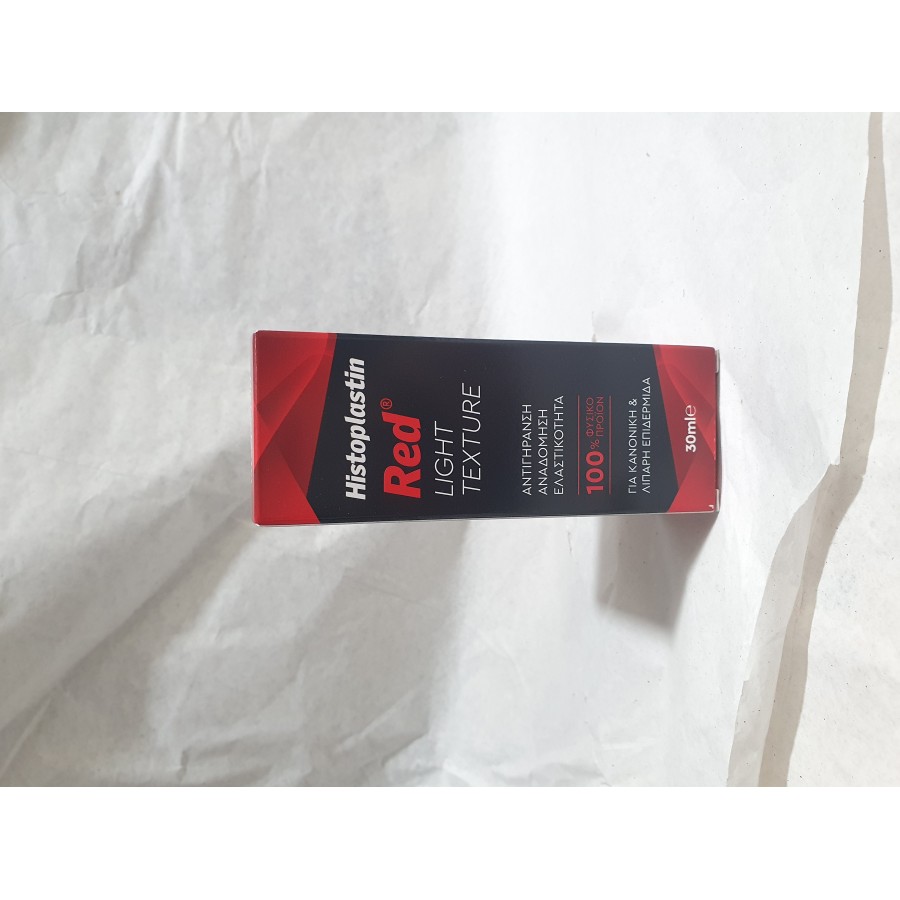 Histoplastin
Red®
LIGHT
TEXTURE
ΑΝΤΙΓΗΡΑΝΣΗ
ΑΝΑΔΟΜΗΣΗ
ΕΛΑΣΤΙΚΟΤΗΤΑ
100% ΦΥΣΙΚΟ
ΠΡΟΪΟΝ
ΓΙΑ ΚΑΝΟΝΙΚΗ &
ΛΙΠΑΡΗ ΕΠΙΔΕΡΜΙΔΑ
30ml℮